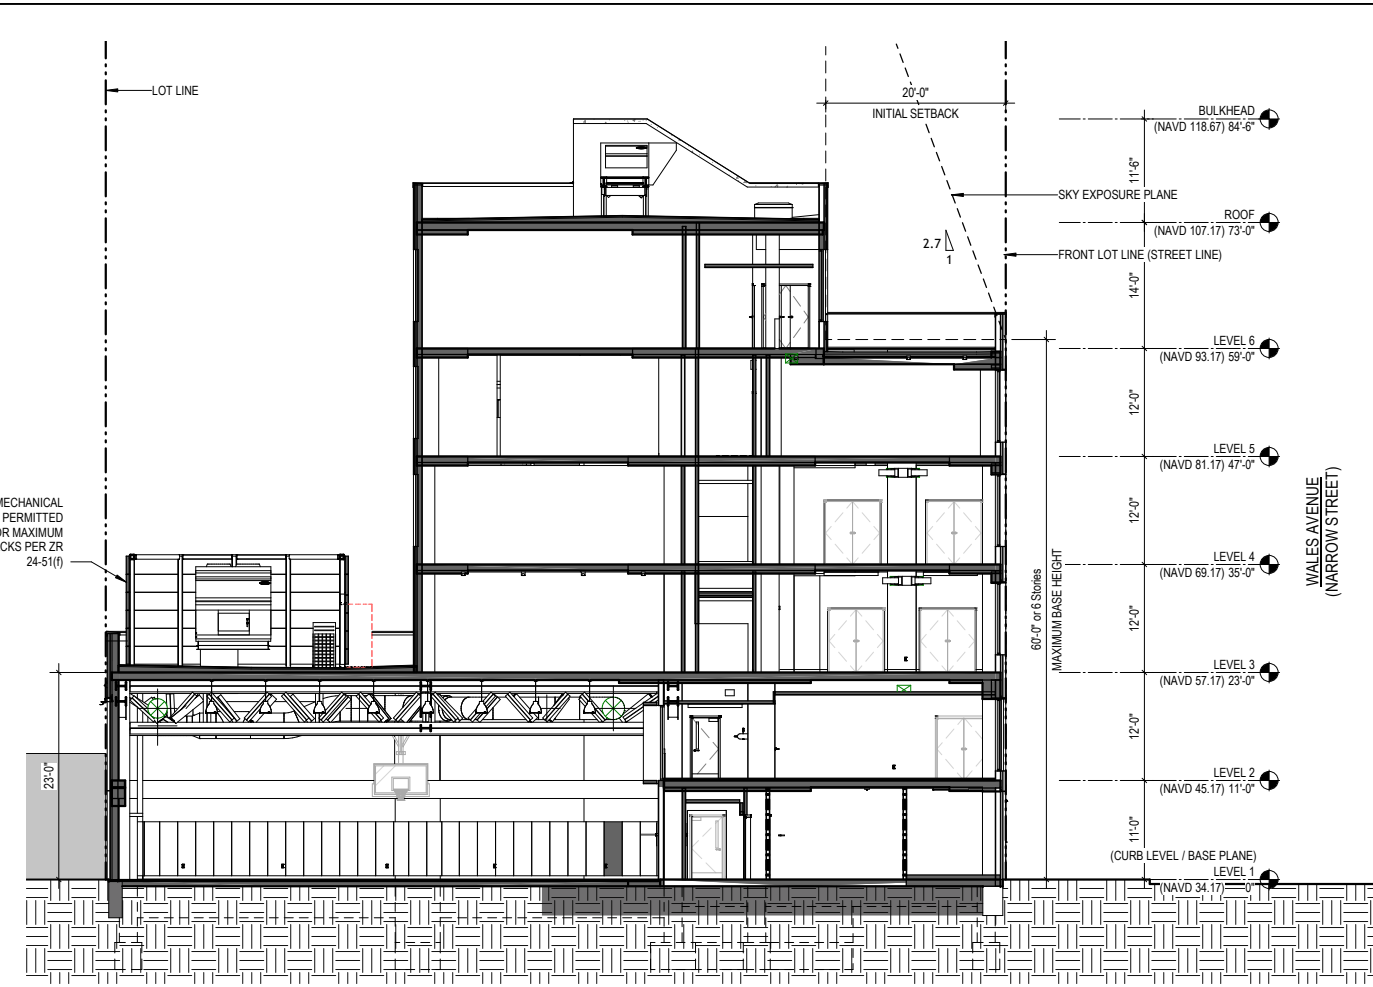 LOT LINE
20'-0"
INITIAL SETBACK
BULKHEAD
(NAVD 118.67) 84'-6"
11'-6"
SKY EXPOSURE PLANE
ROOF
(NAVD 107.17) 73'-0"
2.7
1
FRONT LOT LINE (STREET LINE)
14'-0"
LEVEL 6
(NAVD 93.17) 59'-0"
12'-0"
LEVEL 5
(NAVD 81.17) 47'-0"
12'-0"
MECHANICAL
PERMITTED
OR MAXIMUM
CKS PER ZR
24-51(f)
LEVEL 4
(NAVD 69.17) 35'-0"
12'-0"
60'-0" or 6 Stories
MAXIMUM BASE HEIGHT
WALES AVENUE
(NARROW STREET)
LEVEL 3
(NAVD 57.17) 23'-0"
12'-0"
23'-0"
LEVEL 2
(NAVD 45.17) 11'-0"
11'-0"
(CURB LEVEL / BASE PLANE)
LEVEL 1
(NAVD 34.17) 0"